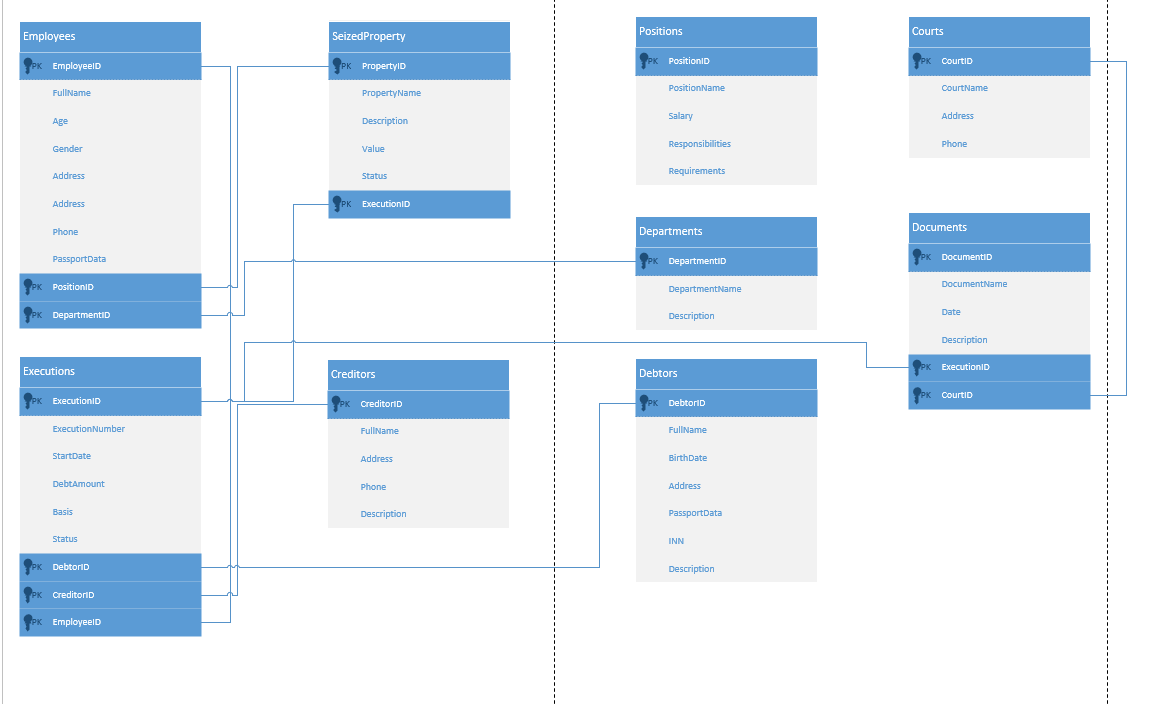 Employees
PK EmployeeID
FullName
Age
Gender
Address
Address
Phone
PassportData
PK PositionID
PK DepartmentID
SeizedProperty
PK PropertyID
PropertyName
Description
Value
Status
PK ExecutionID
Positions
PK PositionID
PositionName
Salary
Responsibilities
Requirements
Courts
PK CourtID
CourtName
Address
Phone
Departments
PK DepartmentID
DepartmentName
Description
Documents
PK DocumentID
DocumentName
Date
Description
PK ExecutionID
PK CourtID
Executions
PK ExecutionID
ExecutionNumber
StartDate
DebtAmount
Basis
Status
PK DebtorID
PK CreditorID
PK EmployeeID
Creditors
PK CreditorID
FullName
Address
Phone
Description
Debtors
PK DebtorID
FullName
BirthDate
Address
PassportData
INN
Description